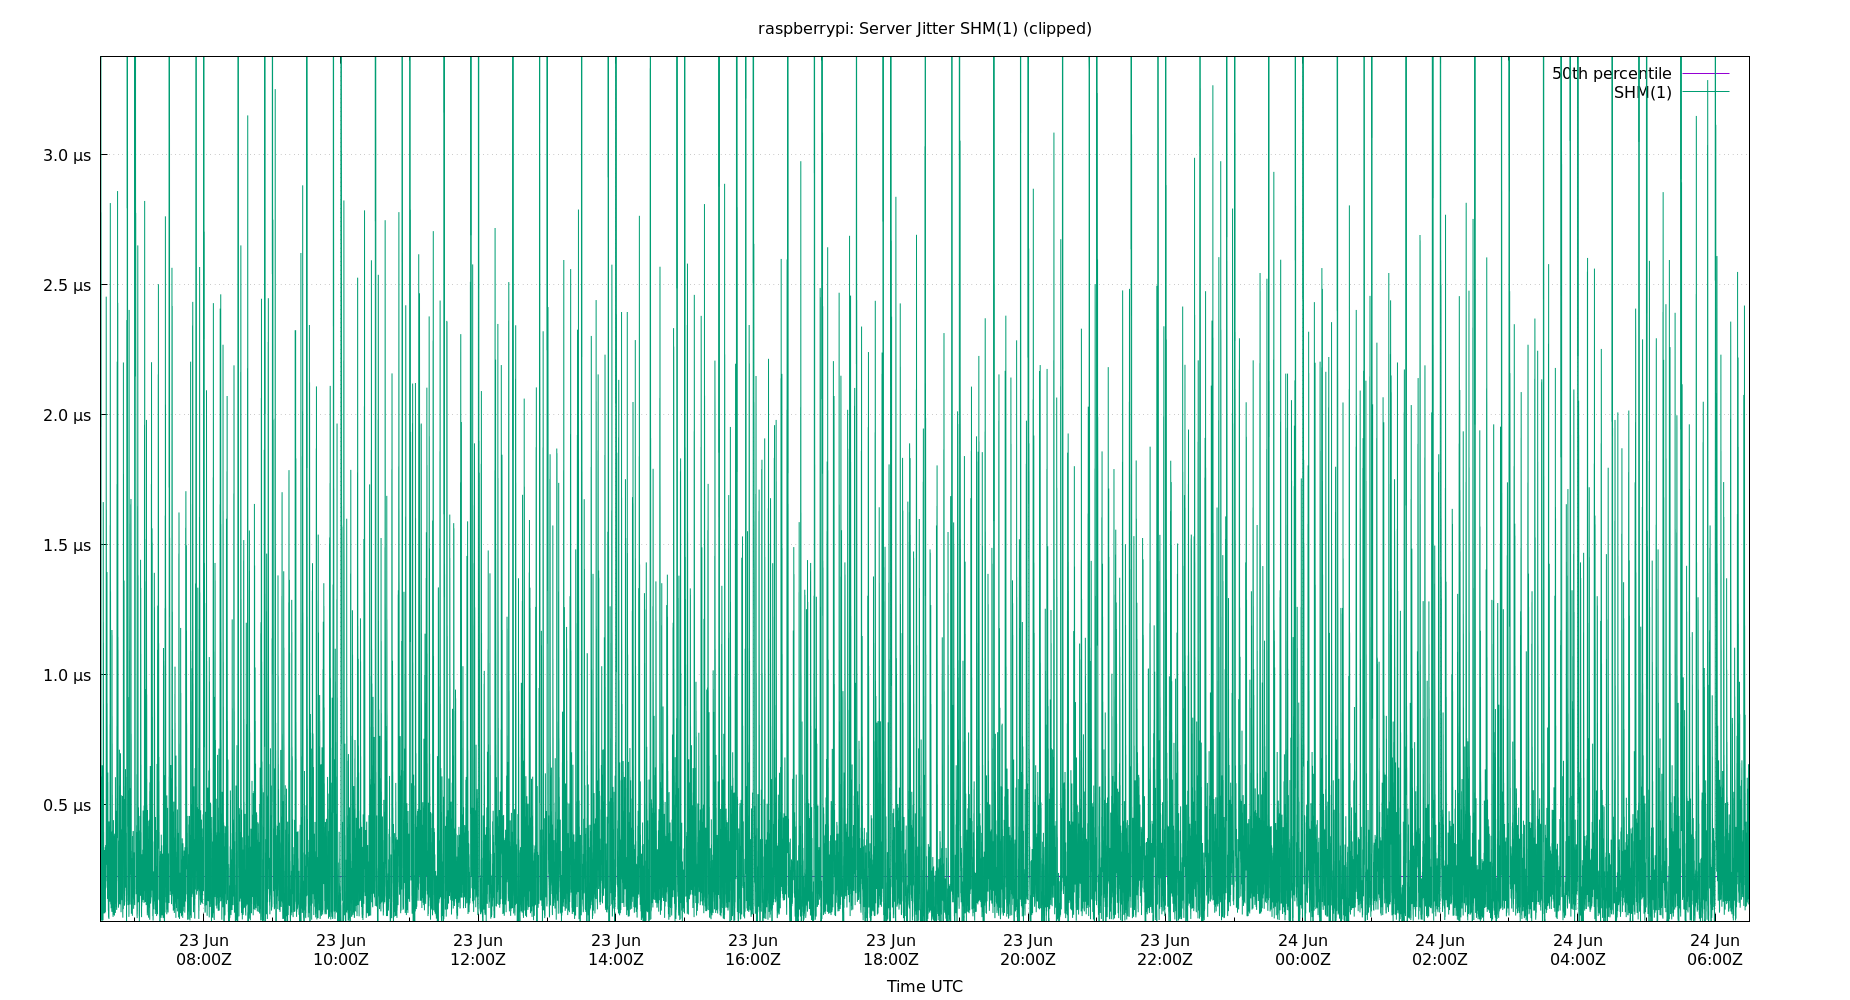 raspberrypi: Server Jitter SHM(1) (clipped)
50th percentile
SHM(1)
3.0 µs
2.5 µs
2.0 µs
1.5 µs
1.0 µs
0.5 µs
23 Jun 23 Jun 23 Jun 23 Jun 23 Jun 23 Jun 23 Jun 23 Jun 24 Jun 24 Jun 24 Jun 24 Jun
08:00Z 10:00Z 12:00Z 14:00Z 16:00Z 18:00Z 20:00Z 22:00Z 00:00Z 02:00Z 04:00Z 06:00Z
Time UTC